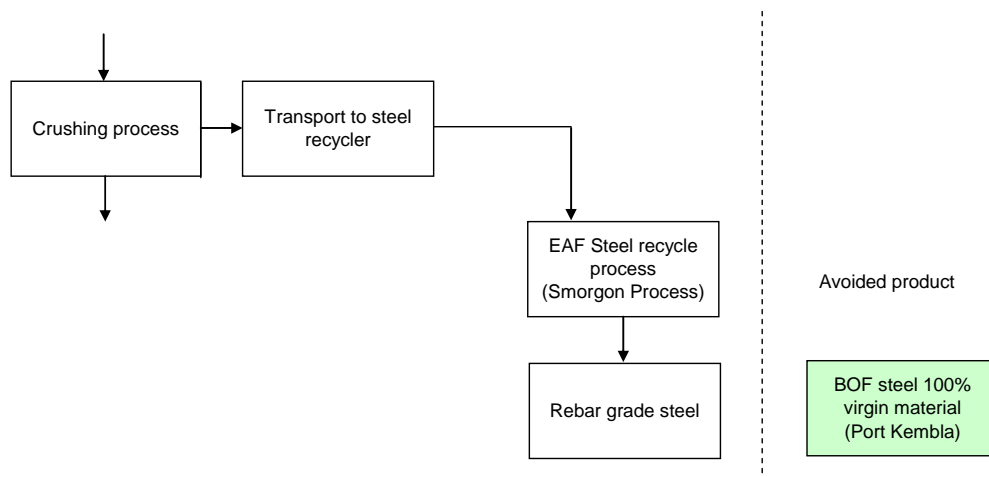 Crushing process
Transport to steel
recycler
EAF Steel recycle
process
(Smorgon Process)
Rebar grade steel
Avoided product
BOF steel 100%
virgin material
(Port Kembla)